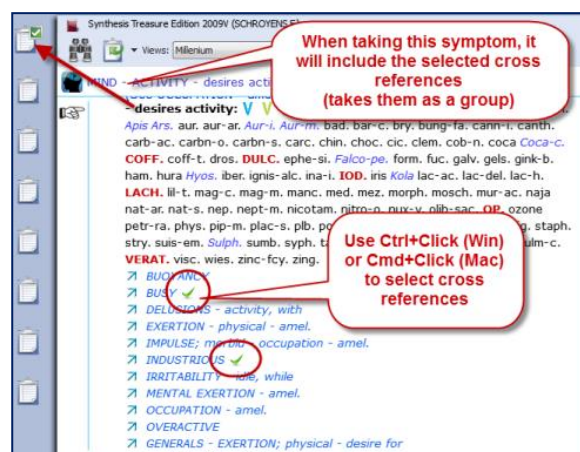 Synthesis Treasure Edition 2009V (SCHROYENS F)
Views: Millenium
When taking this symptom, it
will include the selected cross
references
(takes them as a group)
MIND - ACTIVITY - desires acti
- desires activity: V V
Apis Ars. aur. aur-ar. Aur-i. Aur-m. bad. bar-c. bry. bung-fa. cann-i. canth.
carb-ac. carbn-o. carbn-s. carc. chin. choc. cic. clem. cob-n. coca Coca-c.
COFF. coff-t. dros. DULC. ephe-si. Falco-pe. form. fuc. galv. gels. gink-b.
ham. hura Hyos. iber. ignis-alc. ina-i. IOD. iris Kola lac-ac. lac-del. lac-h.
LACH. lil-t. mag-c. mag-m. manc. med. mez. morph. mosch. mur-ac. naja
nat-ar. nat-s. nep. nept-m. nicotam. nitro-o. nux-v. olib-sac. OP. ozone
petr-ra. phys. pip-m. plac-s. plb. staph.
stry. suis-em. Sulph. sumb. syph. ulm-c.
VERAT. visc. wies. zinc-fcy. zing.
Use Ctrl+Click (Win)
or Cmd+Click (Mac)
to select cross
references
BUOYANCY
BUSY
DELUSIONS - activity, with
EXERTION - physical - amel.
IMPULSE; morbid - occupation - amel.
INDUSTRIOUS
IRRITABILITY - idle, while
MENTAL EXERTION - amel.
OCCUPATION - amel.
OVERACTIVE
GENERALS - EXERTION; physical - desire for